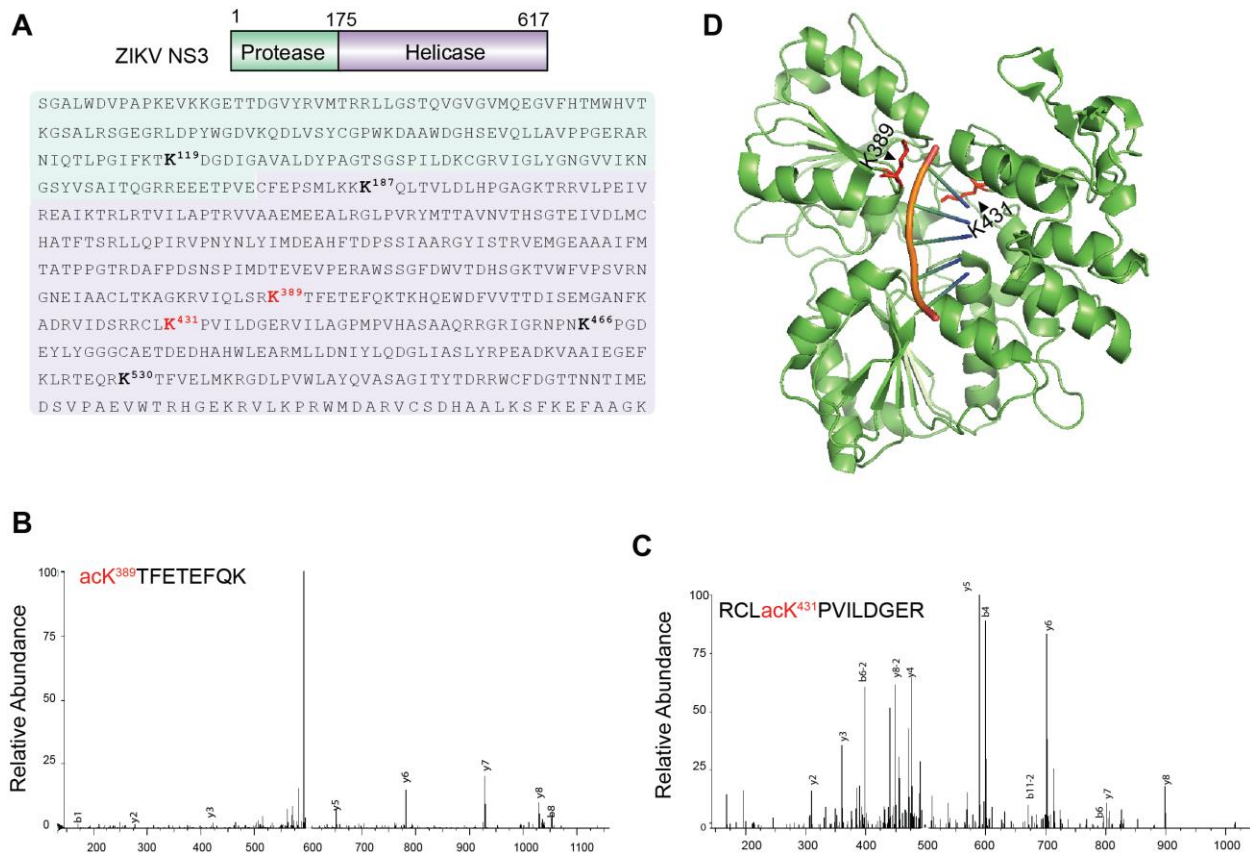 A
1 175 617
ZIKV NS3 Protease Helicase
SGALWDVPAPKEVKKGETTDGVYRVMTRRLLGSTQVGVGVMQEGVFHTMWHVT
KGSALRSGEGRLDPYWGDVKQDLVSYCGPWKDAAWDGHSEVQLLAVPPGERAR
NIQTLPGIFKTK119DGDIGAVALDYPAGTSGSPILDKCGRVIGLYGNGVVIKN
GSYVSAITQGRREEETPVECFEPSMLKKK187QLTVLDLHPGAGKTRRVLPEIV
REAIKTRLRTVILAPTRVVAAEMEEALRGLPVRYMTTAVNVTHSGTEIVDLMC
HATFTSRLLQPIRVPNYNLYIMDEAHFTDPSSIAARGYISTRVEMGEAAAIFM
TATPPGTRDAFPDSNSPIMDTEVEVPERAWSSGFDWVTDHSGKTVWFVPSVRN
GNEIAACLTKAGKRVIQLSRK389TFETEFQKTKHQEWDFVVTTDISEMGANFK
ADRVIDSRRCLK431PVILDGERVILAGPMPVHASAAQRRGRIGRNPNK466PGD
EYLYGGGCAETDEDHAHWLEARMLLDNIYLQDGLIASLYRPEADKVAAIEGEF
KLRTEQRK530TFVELMKRGDLPVWLAYQVASAGITYTDRRWCFDGTTNNTIME
DSVPAEVWTRHGEKRVLKPRWMDARVCSDHAALKSFKEFAAGK
D
K389
K431
B
acK389TFETEFQK
Relative Abundance
100
75
50
25
0
b1 y2 y3 y5 y6 y7 y8 b8
200 300 400 500 600 700 800 900 1000 1100
C
RCLacK431PVILDGER
Relative Abundance
100
75
50
25
0
y2 y3 b6-2 y8-2 y4 y5 b4 b11-2 y6 b6 y7 y8
200 300 400 500 600 700 800 900 1000